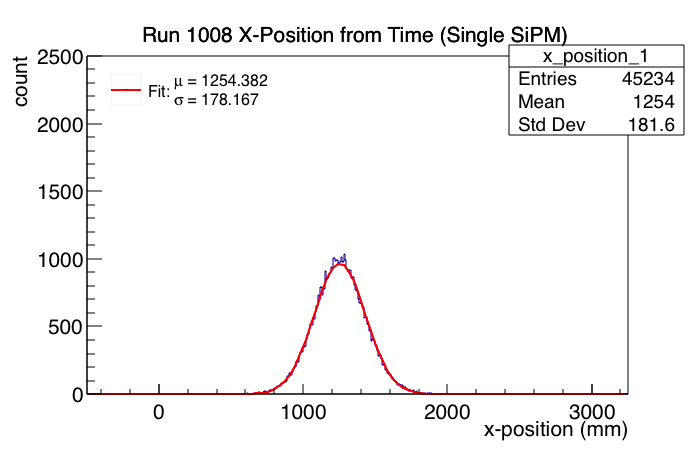 Run 1008 X-Position from Time (Single SiPM)
x_position_1
Entries 45234
Mean 1254
Std Dev 181.6
Fit: μ = 1254.382
σ = 178.167
count
2500
2000
1500
1000
500
0
0 1000 2000 3000
x-position (mm)